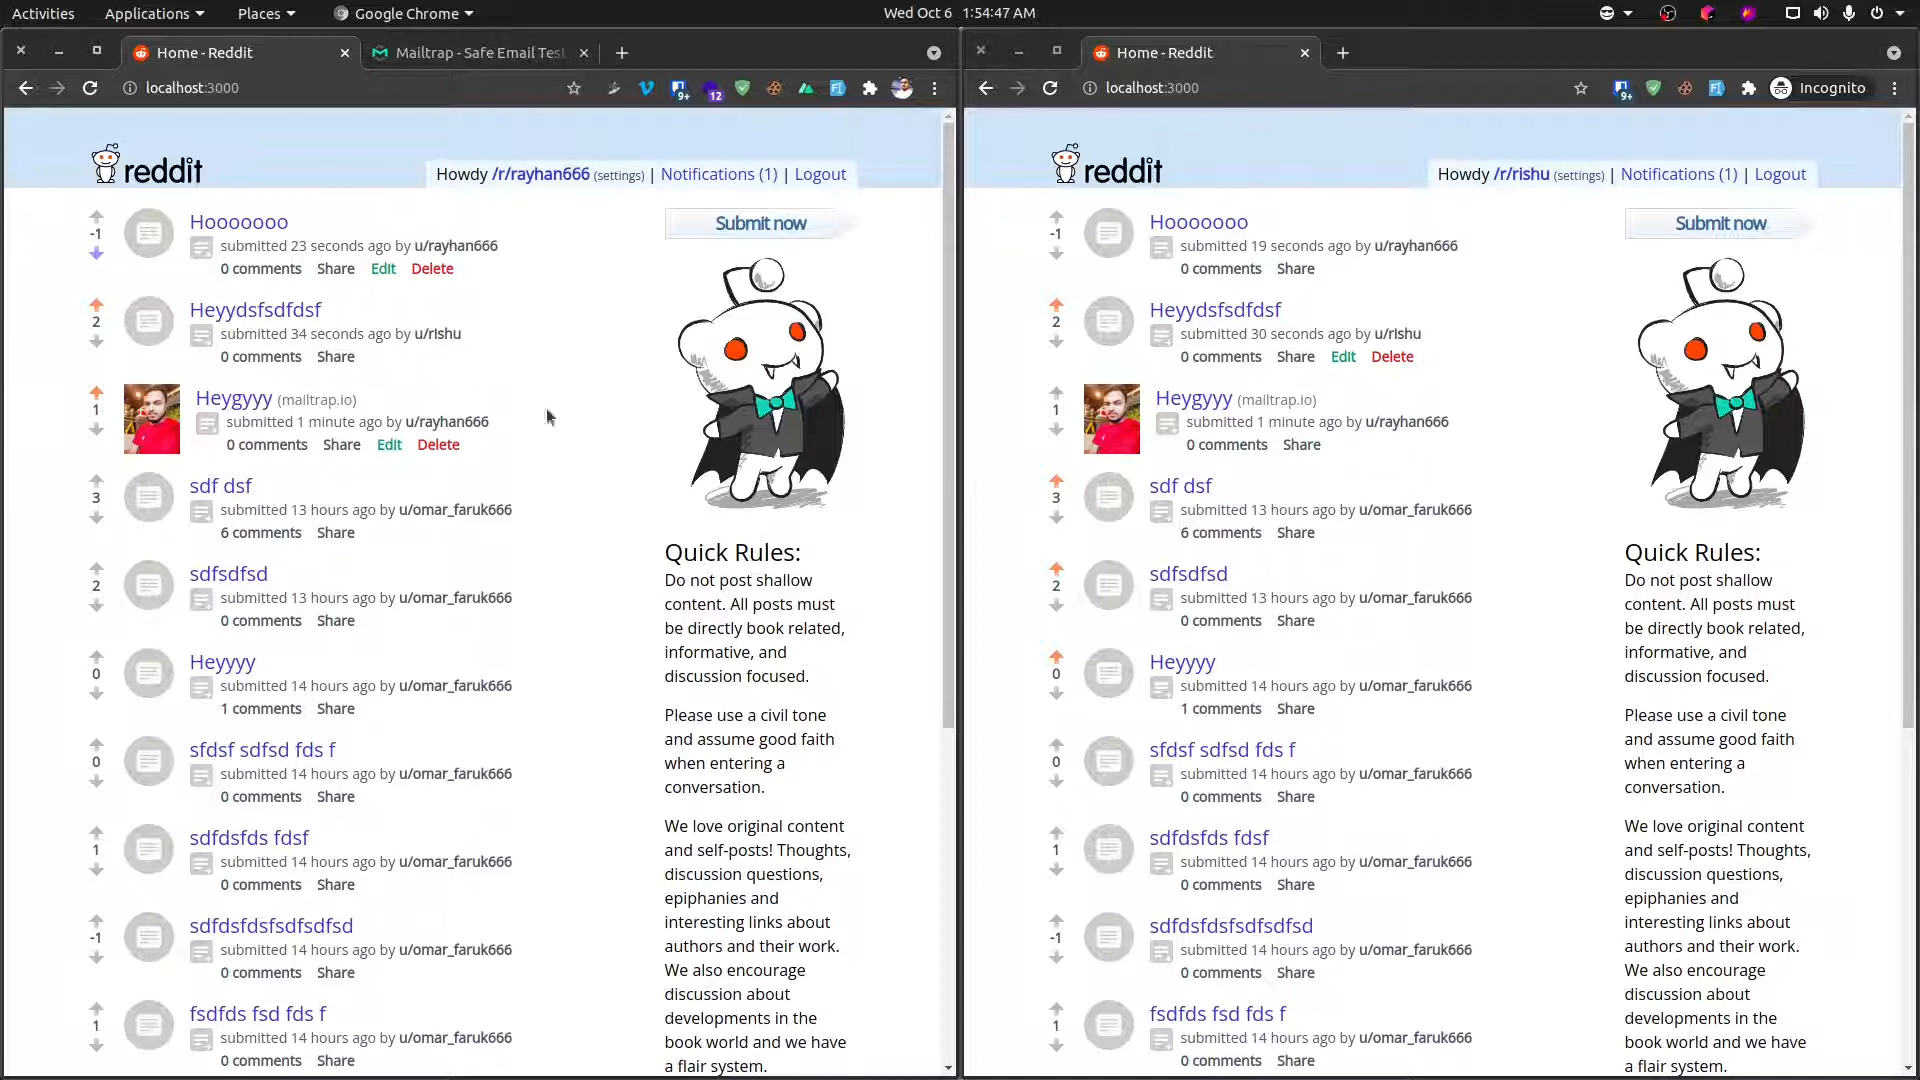 Activities Applications Places Google Chrome Wed Oct 6 1:54:47 AM
Home - Reddit Mailtrap - Safe Email Test
localhost:3000
9+ 12
reddit
Howdy /r/rayhan666 (settings) | Notifications (1) | Logout
Hooooooo
-1
submitted 23 seconds ago by u/rayhan666
0 comments Share Edit Delete
Heyydsfsdfdsf
2
submitted 34 seconds ago by u/rishu
0 comments Share
Heygyyy (mailtrap.io)
1
submitted 1 minute ago by u/rayhan666
0 comments Share Edit Delete
sdf dsf
3
submitted 13 hours ago by u/omar_faruk666
6 comments Share
sdfsdfsd
2
submitted 13 hours ago by u/omar_faruk666
0 comments Share
Heyyyy
0
submitted 14 hours ago by u/omar_faruk666
1 comments Share
sfdsf sdfsd fds f
0
submitted 14 hours ago by u/omar_faruk666
0 comments Share
sdfdsfds fdsf
1
submitted 14 hours ago by u/omar_faruk666
0 comments Share
sdfdsfdsfsdfsdfsd
-1
submitted 14 hours ago by u/omar_faruk666
0 comments Share
fsdfds fsd fds f
1
submitted 14 hours ago by u/omar_faruk666
0 comments Share
Submit now
Quick Rules:
Do not post shallow
content. All posts must
be directly book related,
informative, and
discussion focused.
Please use a civil tone
and assume good faith
when entering a
conversation.
We love original content
and self-posts! Thoughts,
discussion questions,
epiphanies and
interesting links about
authors and their work.
We also encourage
discussion about
developments in the
book world and we have
a flair system.
Home - Reddit
localhost:3000
9+ Incognito
reddit
Howdy /r/rishu (settings) | Notifications (1) | Logout
Hooooooo
-1
submitted 19 seconds ago by u/rayhan666
0 comments Share
Heyydsfsdfdsf
2
submitted 30 seconds ago by u/rishu
0 comments Share Edit Delete
Heygyyy (mailtrap.io)
1
submitted 1 minute ago by u/rayhan666
0 comments Share
sdf dsf
3
submitted 13 hours ago by u/omar_faruk666
6 comments Share
sdfsdfsd
2
submitted 13 hours ago by u/omar_faruk666
0 comments Share
Heyyyy
0
submitted 14 hours ago by u/omar_faruk666
1 comments Share
sfdsf sdfsd fds f
0
submitted 14 hours ago by u/omar_faruk666
0 comments Share
sdfdsfds fdsf
1
submitted 14 hours ago by u/omar_faruk666
0 comments Share
sdfdsfdsfsdfsdfsd
-1
submitted 14 hours ago by u/omar_faruk666
0 comments Share
fsdfds fsd fds f
1
submitted 14 hours ago by u/omar_faruk666
0 comments Share
Submit now
Quick Rules:
Do not post shallow
content. All posts must
be directly book related,
informative, and
discussion focused.
Please use a civil tone
and assume good faith
when entering a
conversation.
We love original content
and self-posts! Thoughts,
discussion questions,
epiphanies and
interesting links about
authors and their work.
We also encourage
discussion about
developments in the
book world and we have
a flair system.